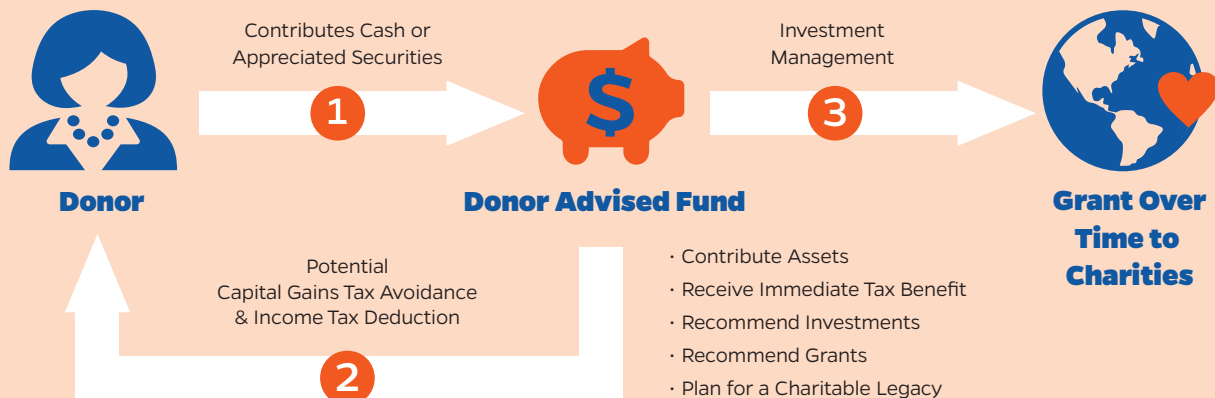 Contributes Cash or
Appreciated Securities
1
Donor
$
Donor Advised Fund
Investment
Management
3
Grant Over
Time to
Charities
Potential
Capital Gains Tax Avoidance
& Income Tax Deduction
2
· Contribute Assets
· Receive Immediate Tax Benefit
· Recommend Investments
· Recommend Grants
· Plan for a Charitable Legacy